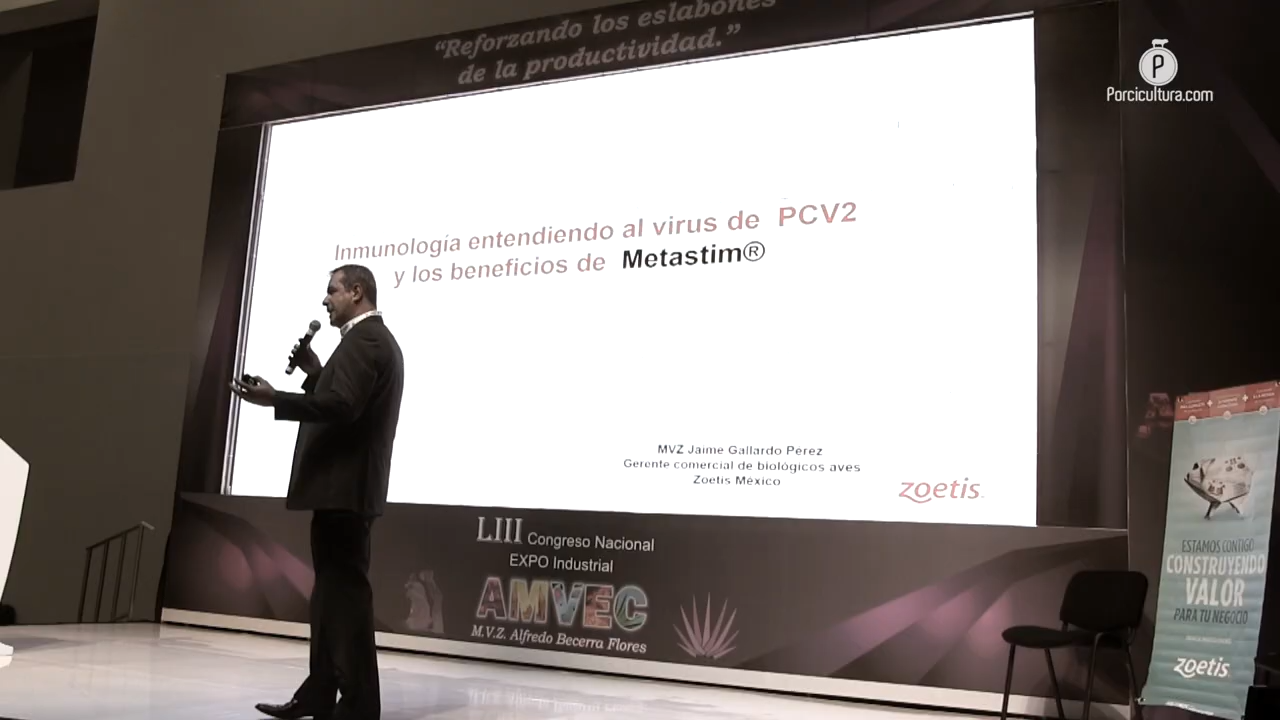 “Reforzando los eslabones
de la productividad.”
P
Porcicultura.com
Inmunología entendiendo al virus de PCV2
y los beneficios de Metastim®
MVZ Jaime Gallardo Pérez
Gerente comercial de biológicos aves
Zoetis México
zoetis
LIII Congreso Nacional
EXPO Industrial
AMVEC
M.V.Z. Alfredo Becerra Flores
ESTAMOS CONTIGO
CONSTRUYENDO
VALOR
PARA TU NEGOCIO
zoetis